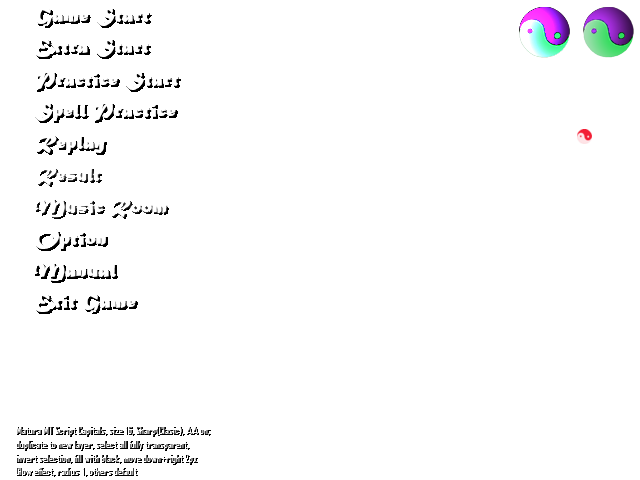 Game Start
Extra Start
Practice Start
Spell Practice
Replay
Result
Music Room
Option
Manual
Exit Game
Matura MT Script Capitals, size 16, Sharp(Clasic), AA on;
duplicate to new layer, select all fully transparent,
invert selection, fill with black, move down+right 2px
Glow effect, radius 1, others default